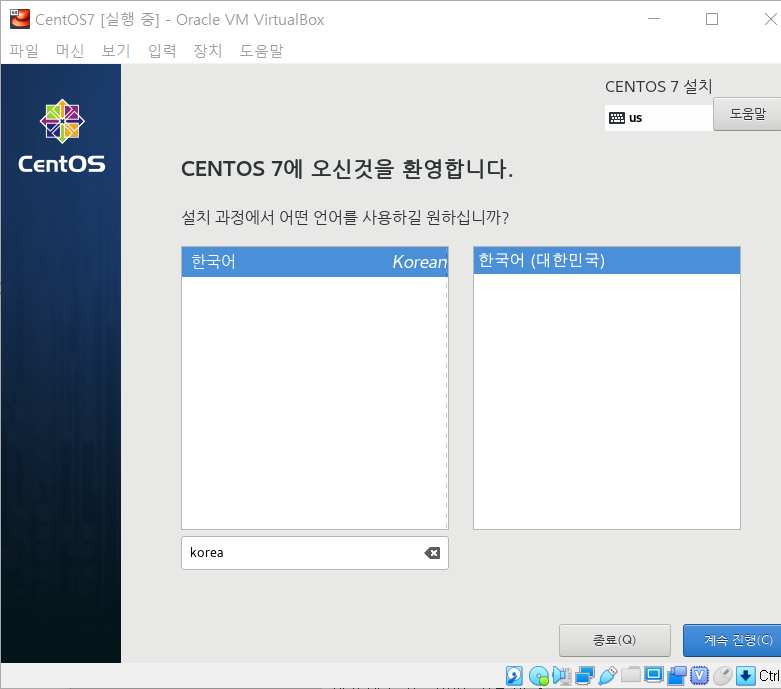 CentOS7 [실행 중] - Oracle VM VirtualBox
파일 머신 보기 입력 장치 도움말
CentOS
CENTOS 7 설치
us
도움말
CENTOS 7에 오신것을 환영합니다.
설치 과정에서 어떤 언어를 사용하길 원하십니까?
한국어 Korean
한국어 (대한민국)
korea
종료(Q)
계속 진행(C)
V
Ctrl